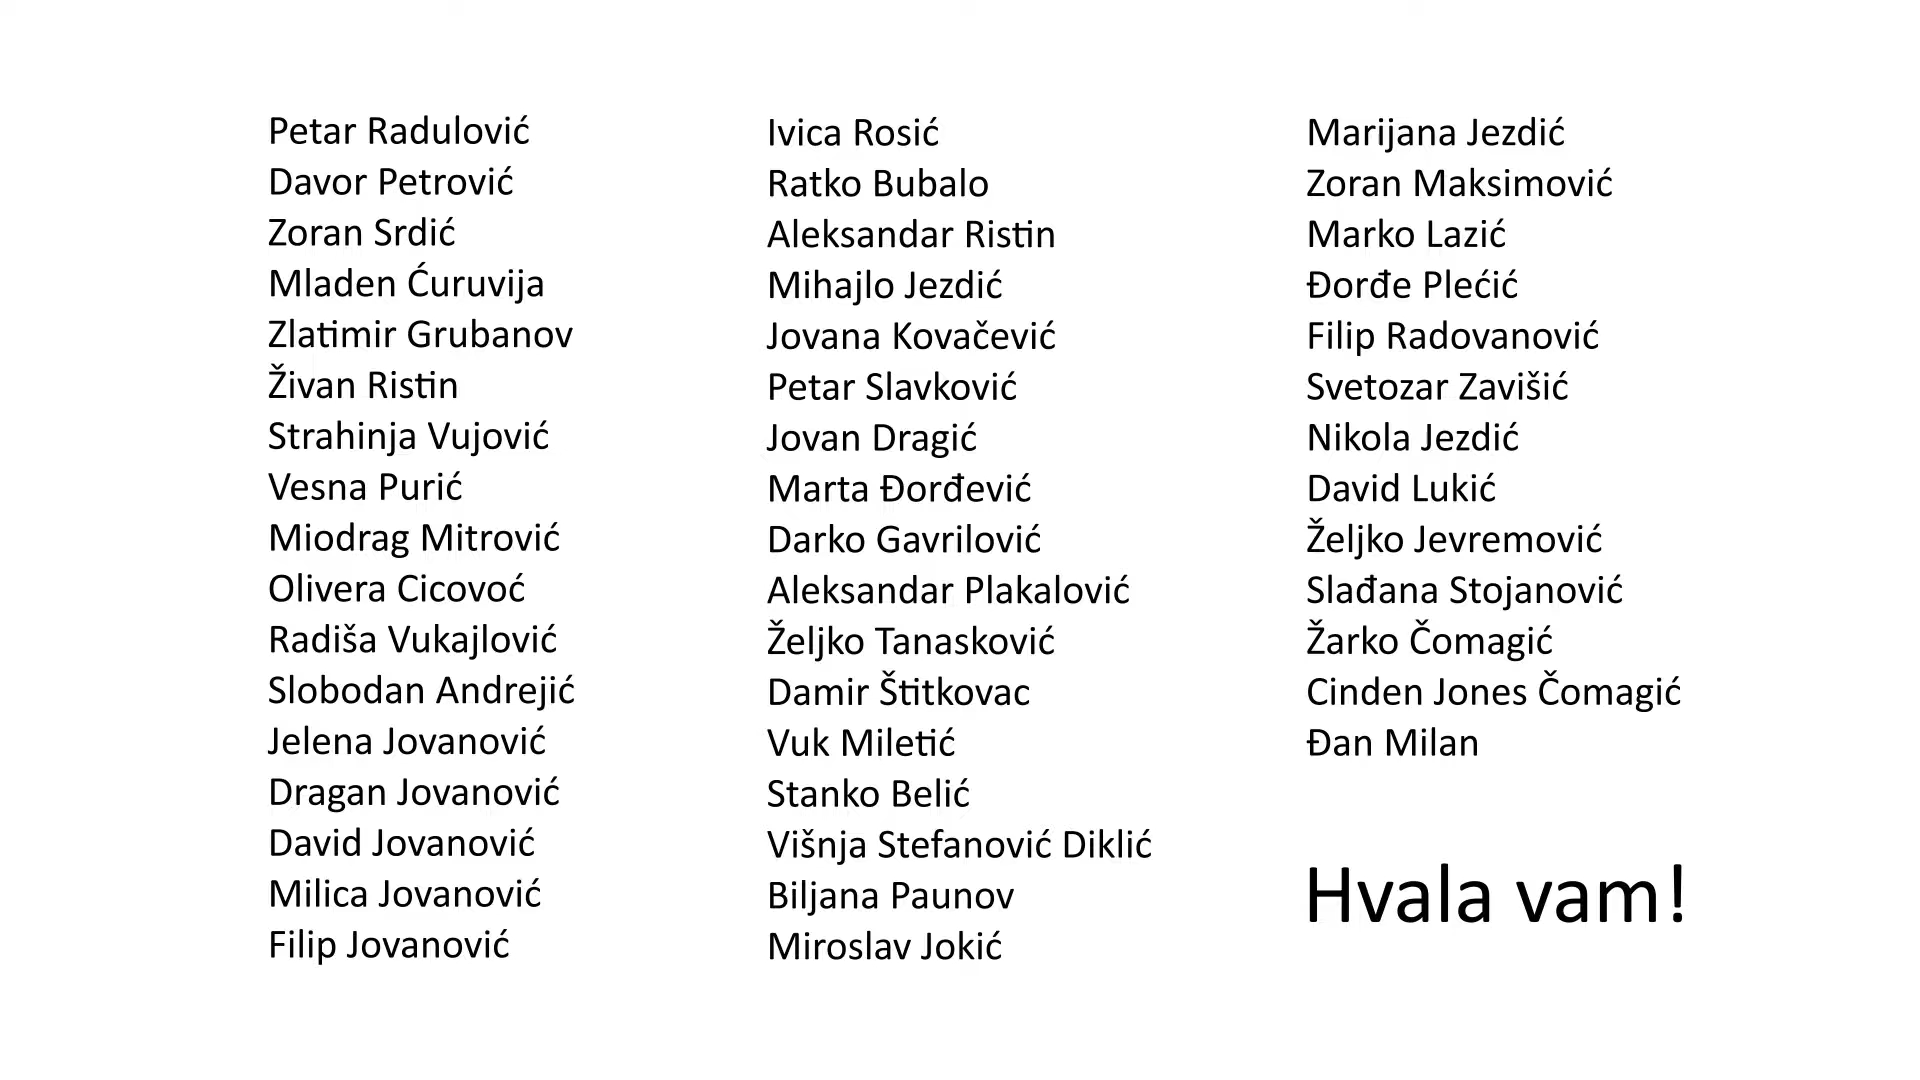 Petar Radulović
Davor Petrović
Zoran Srdić
Mladen Ćuruvija
Zlatimir Grubanov
Živan Ristin
Strahinja Vujović
Vesna Purić
Miodrag Mitrović
Olivera Cicovoć
Radiša Vukajlović
Slobodan Andrejić
Jelena Jovanović
Dragan Jovanović
David Jovanović
Milica Jovanović
Filip Jovanović
Ivica Rosić
Ratko Bubalo
Aleksandar Ristin
Mihajlo Jezdić
Jovana Kovačević
Petar Slavković
Jovan Dragić
Marta Đorđević
Darko Gavrilović
Aleksandar Plakalović
Željko Tanasković
Damir Štitkovac
Vuk Miletić
Stanko Belić
Višnja Stefanović Diklić
Biljana Paunov
Miroslav Jokić
Marijana Jezdić
Zoran Maksimović
Marko Lazić
Đorđe Plećić
Filip Radovanović
Svetozar Zavišić
Nikola Jezdić
David Lukić
Željko Jevremović
Slađana Stojanović
Žarko Čomagić
Cinden Jones Čomagić
Đan Milan
Hvala vam!